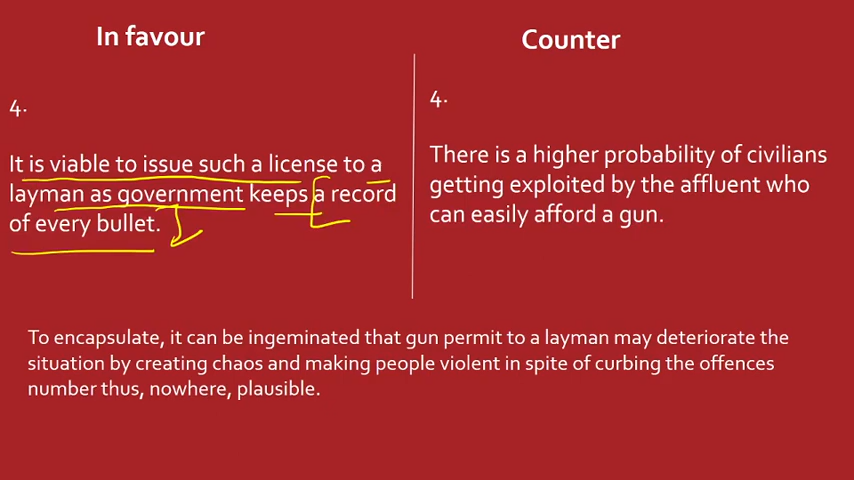 In favour
Counter
4.
It is viable to issue such a license to a
layman as government keeps a record
of every bullet.
4.
There is a higher probability of civilians
getting exploited by the affluent who
can easily afford a gun.
To encapsulate, it can be ingeminated that gun permit to a layman may deteriorate the
situation by creating chaos and making people violent in spite of curbing the offences
number thus, nowhere, plausible.